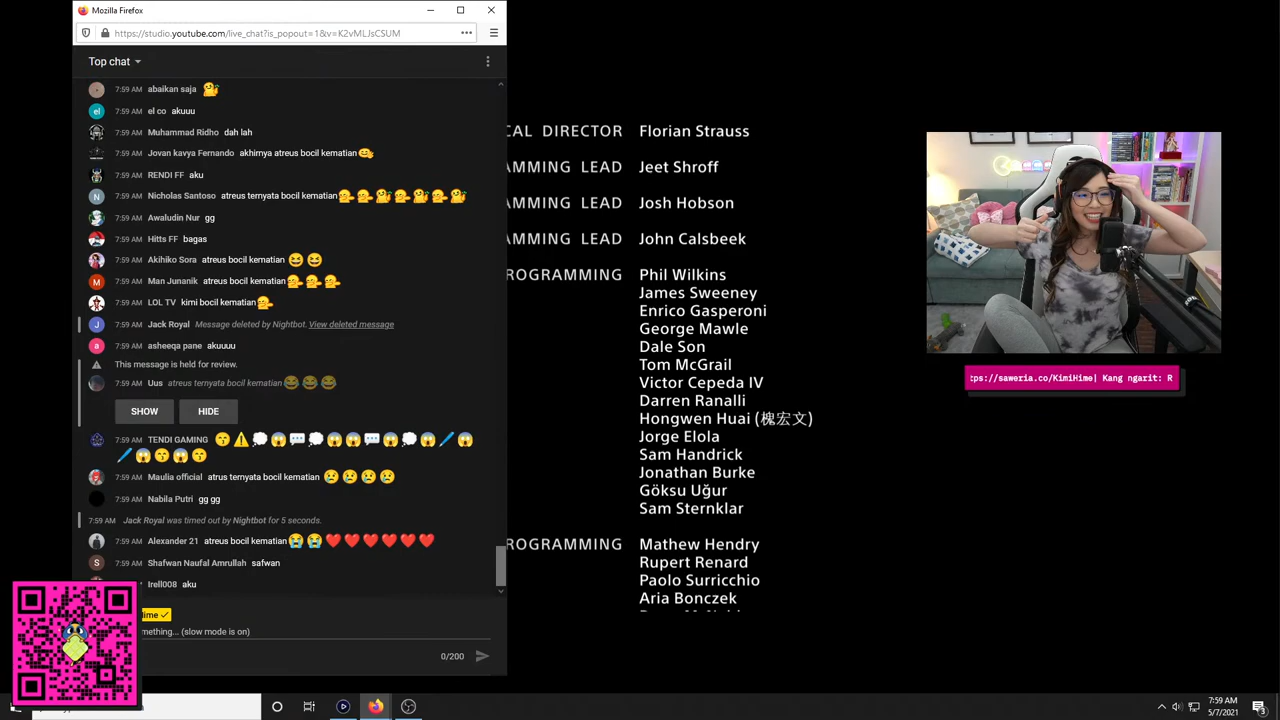 Mozilla Firefox
https://studio.youtube.com/live_chat?is_popout=1&v=K2vMLJsCSUM
Top chat
7:59 AM abaikan saja
el 7:59 AM el co akuuu
7:59 AM Muhammad Ridho dah lah
7:59 AM Jovan kavya Fernando akhirnya atreus bocil kematian😊
7:59 AM RENDI FF aku
N 7:59 AM Nicholas Santoso atreus ternyata bocil kematian
7:59 AM Awaludin Nur gg
7:59 AM Hitts FF bagas
7:59 AM Akihiko Sora atreus bocil kematian 😆 😆
M 7:59 AM Man Junanik atreus bocil kematian
7:59 AM LOL TV kimi bocil kematian
J 7:59 AM Jack Royal Message deleted by Nightbot. View deleted message
a 7:59 AM asheeqa pane akuuuu
This message is held for review.
7:59 AM Uus atreus ternyata bocil kematian😂 😂 😂
SHOW HIDE
7:59 AM TENDI GAMING 😙 ⚠️ 💭 😱 💬 💭 😱 😱 💬 😱 💭 😱 🖊️ 😱
🖊️ 😱 😙 😱 😙
7:59 AM Maulia official atrus ternyata bocil kematian 😢 😢 😢 😢
7:59 AM Nabila Putri gg gg
7:59 AM Jack Royal was timed out by Nightbot for 5 seconds.
7:59 AM Alexander 21 atreus bocil kematian😭 😭 ❤️ ❤️ ❤️ ❤️ ❤️ ❤️
S 7:59 AM Shafwan Naufal Amrullah safwan
Irell008 aku
ime ✓
mething... (slow mode is on)
0/200
CAL DIRECTOR Florian Strauss
AMMING LEAD Jeet Shroff
AMMING LEAD Josh Hobson
AMMING LEAD John Calsbeek
ROGRAMMING Phil Wilkins
James Sweeney
Enrico Gasperoni
George Mawle
Dale Son
Tom McGrail
Victor Cepeda IV
Darren Ranalli
Hongwen Huai (槐宏文)
Jorge Elola
Sam Handrick
Jonathan Burke
Göksu Uğur
Sam Sternklar
ROGRAMMING Mathew Hendry
Rupert Renard
Paolo Surricchio
Aria Bonczek
tps://saweria.co/KimiHime| Kang ngarit: R
7:59 AM
5/7/2021
3